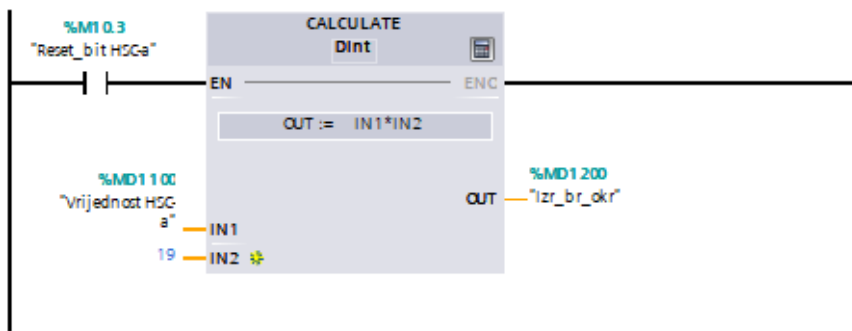 %M10.3
"Reset_bit HSC-a"
CALCULATE
DInt
EN
ENO
OUT := IN1*IN2
%MD1100
"Vrijednost HSC-
a"
IN1
19
IN2
%MD1200
OUT
"Izr_br_okr"